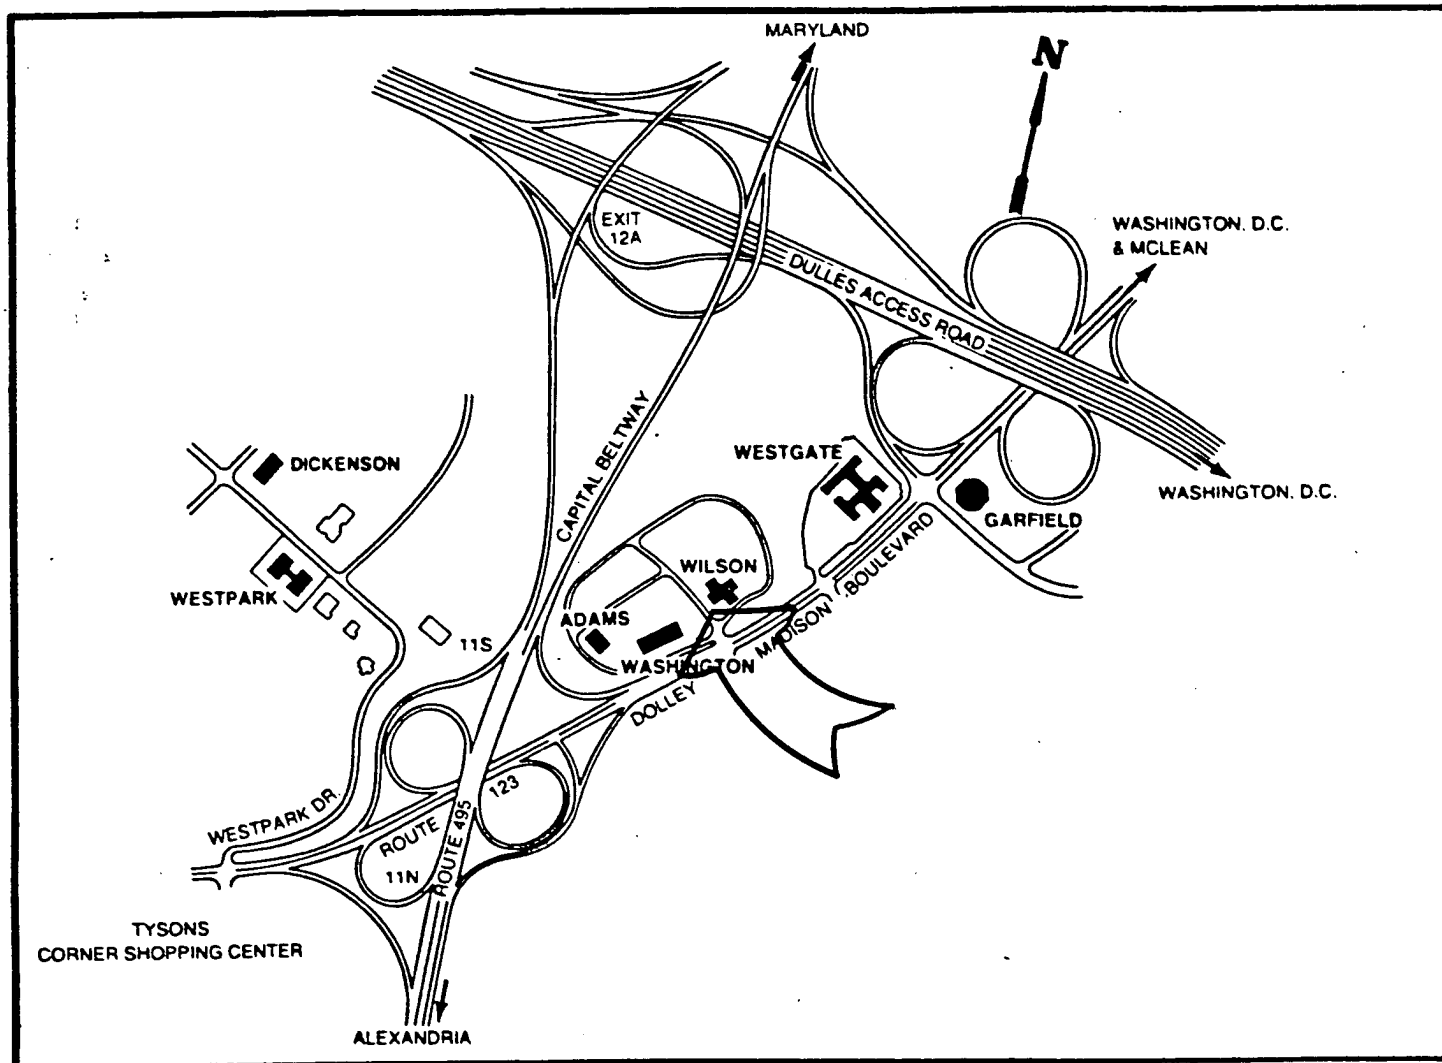 MARYLAND
N
WASHINGTON, D.C.
& MCLEAN
EXIT
12A
DULLES ACCESS ROAD
CAPITAL BELTWAY
WESTGATE
DICKENSON
WASHINGTON, D.C.
GARFIELD
WILSON
BOULEVARD
WESTPARK
ADAMS
11S
MADISON
WASHINGTON
DOLLEY
123
WESTPARK DR.
ROUTE
ROUTE 495
11N
TYSONS
CORNER SHOPPING CENTER
ALEXANDRIA